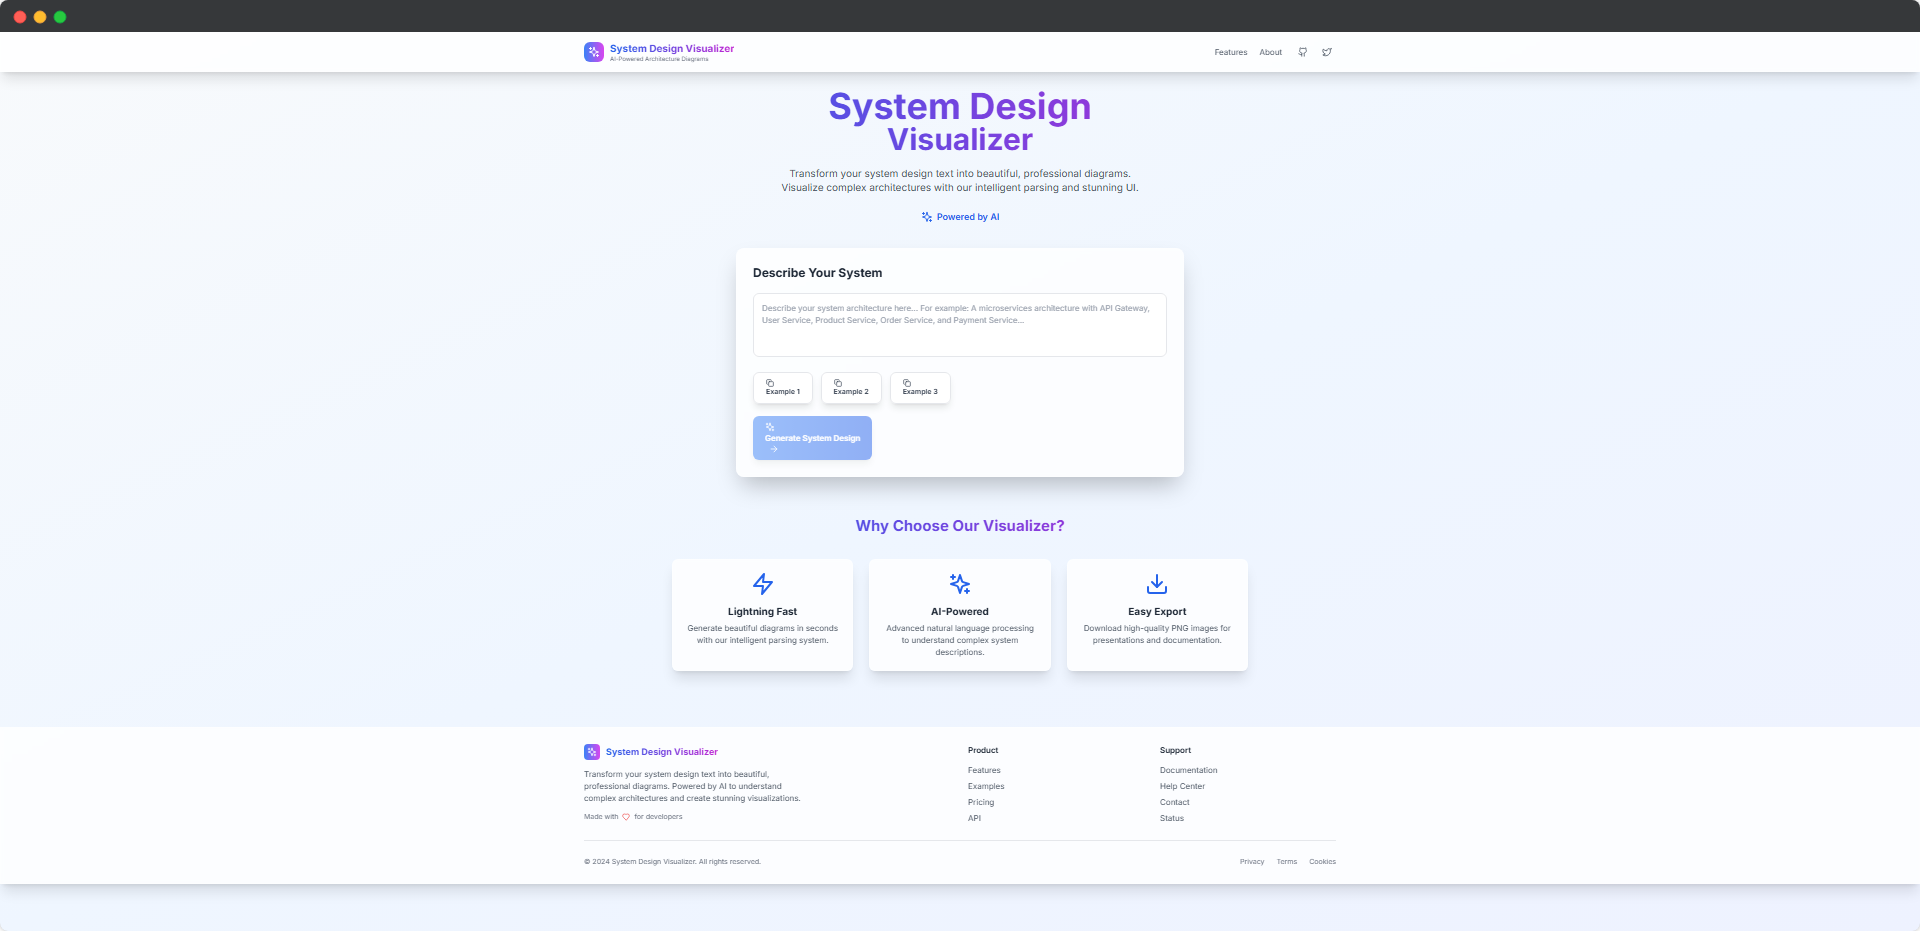 System Design Visualizer
AI-Powered Architecture Diagrams
Features
About
System Design
Visualizer
Transform your system design text into beautiful, professional diagrams.
Visualize complex architectures with our intelligent parsing and stunning UI.
Powered by AI
Describe Your System
Describe your system architecture here... For example: A microservices architecture with API Gateway,
User Service, Product Service, Order Service, and Payment Service...
Example 1
Example 2
Example 3
Generate System Design
Why Choose Our Visualizer?
Lightning Fast
Generate beautiful diagrams in seconds
with our intelligent parsing system.
AI-Powered
Advanced natural language processing
to understand complex system
descriptions.
Easy Export
Download high-quality PNG images for
presentations and documentation.
System Design Visualizer
Transform your system design text into beautiful,
professional diagrams. Powered by AI to understand
complex architectures and create stunning visualizations.
Made with
for developers
Product
Features
Examples
Pricing
API
Support
Documentation
Help Center
Contact
Status
© 2024 System Design Visualizer. All rights reserved.
Privacy
Terms
Cookies